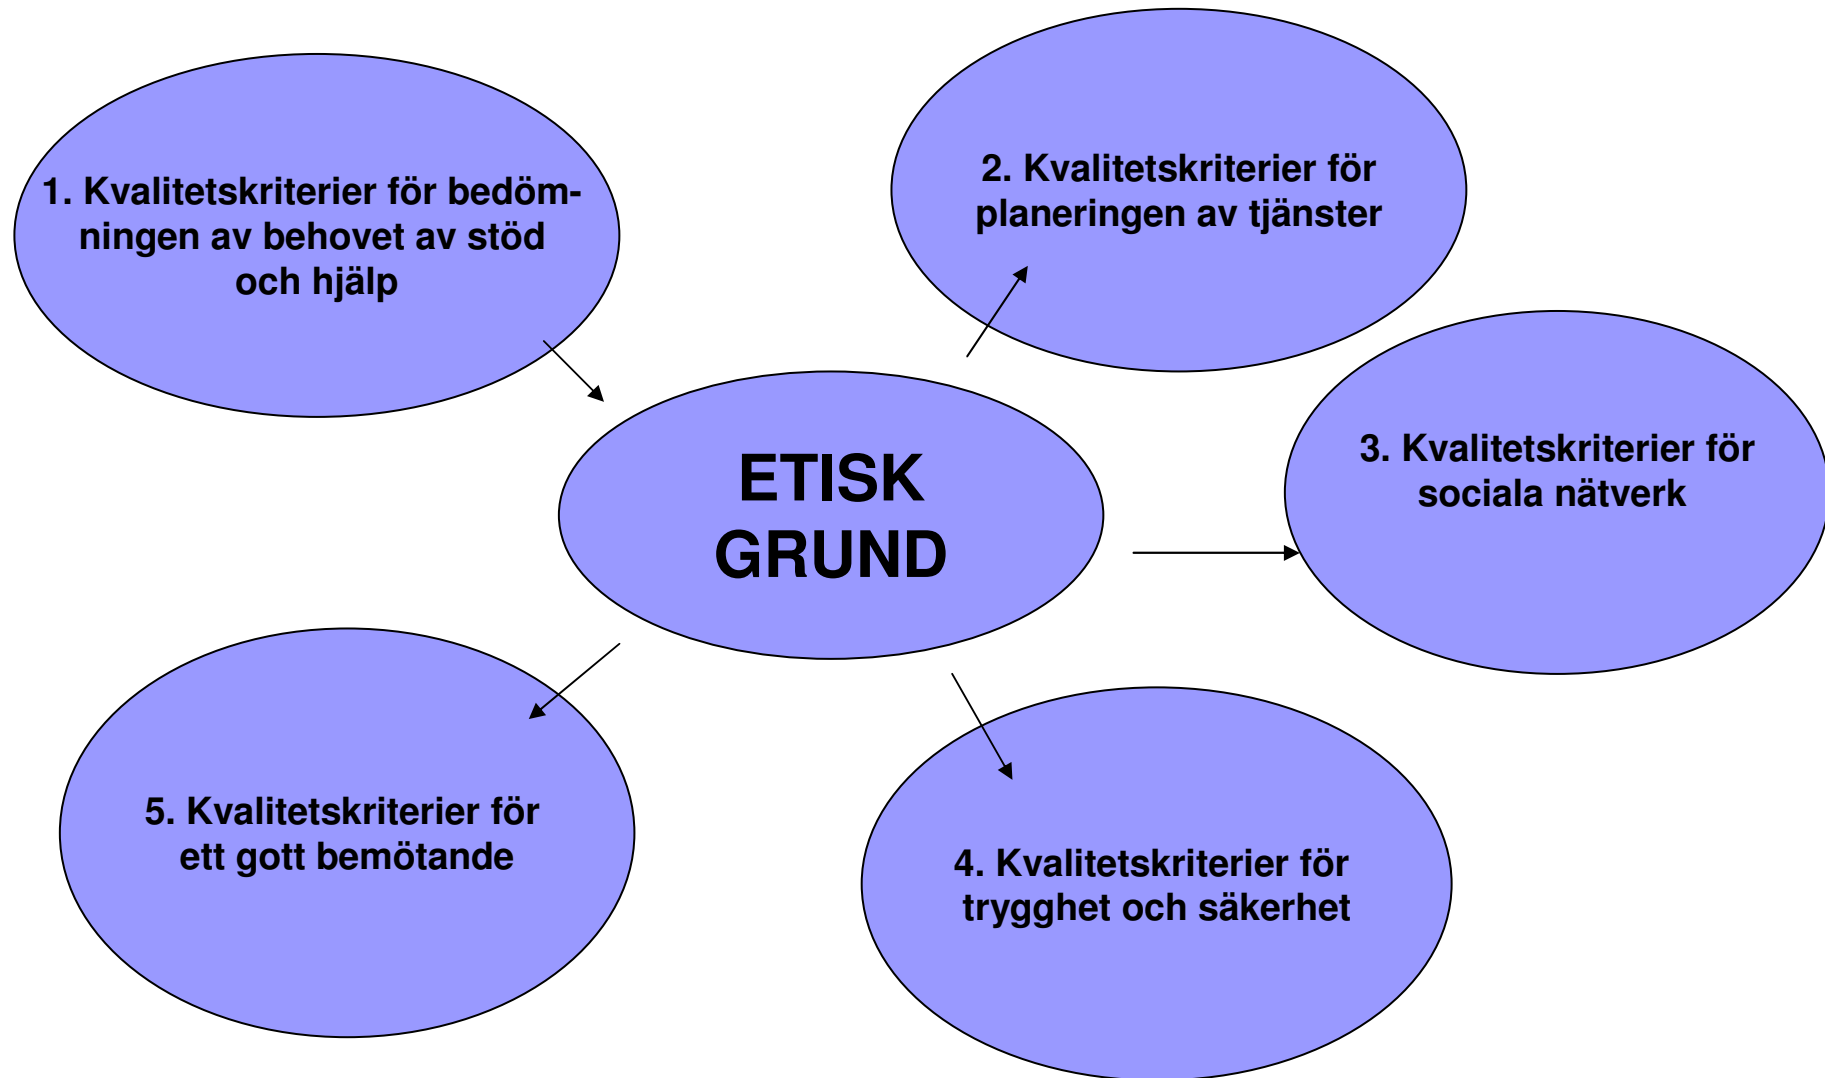 1. Kvalitetskriterier för bedöm-
ningen av behovet av stöd
och hjälp
2. Kvalitetskriterier för
planeringen av tjänster
3. Kvalitetskriterier för
sociala nätverk
ETISK
GRUND
5. Kvalitetskriterier för
ett gott bemötande
4. Kvalitetskriterier för
trygghet och säkerhet